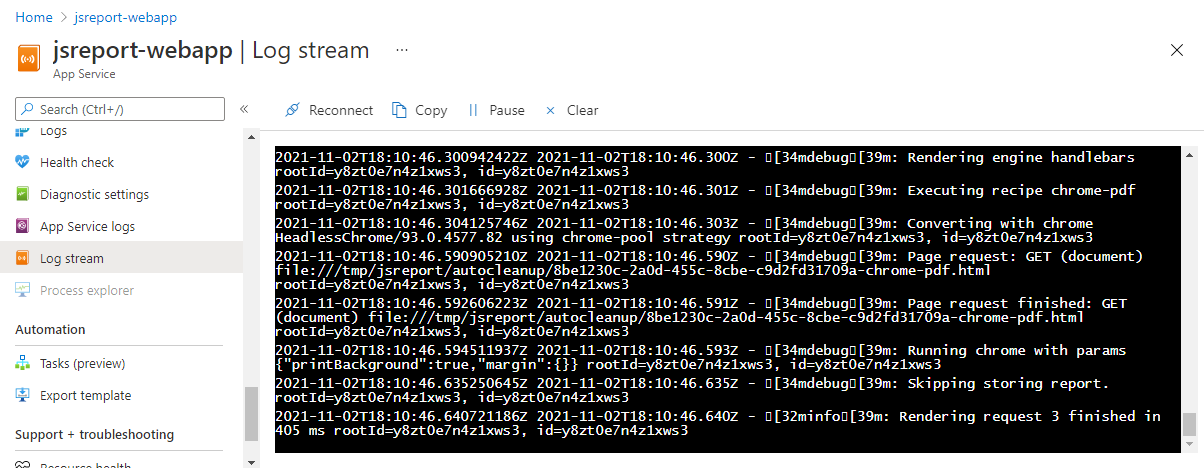 Home > jsreport-webapp
jsreport-webapp | Log stream ...
App Service
Search (Ctrl+/)
«
Reconnect
Copy
Pause
Clear
Logs
Health check
Diagnostic settings
App Service logs
Log stream
Process explorer
Automation
Tasks (preview)
Export template
Support + troubleshooting
Resource health
2021-11-02T18:10:46.300942422Z 2021-11-02T18:10:46.300Z - ▯[34mdebug▯[39m: Rendering engine handlebars
rootId=y8zt0e7n4z1xws3, id=y8zt0e7n4z1xws3
2021-11-02T18:10:46.301666928Z 2021-11-02T18:10:46.301Z - ▯[34mdebug▯[39m: Executing recipe chrome-pdf
rootId=y8zt0e7n4z1xws3, id=y8zt0e7n4z1xws3
2021-11-02T18:10:46.304125746Z 2021-11-02T18:10:46.303Z - ▯[34mdebug▯[39m: Converting with chrome
HeadlessChrome/93.0.4577.82 using chrome-pool strategy rootId=y8zt0e7n4z1xws3, id=y8zt0e7n4z1xws3
2021-11-02T18:10:46.590905210Z 2021-11-02T18:10:46.590Z - ▯[34mdebug▯[39m: Page request: GET (document)
file:///tmp/jsreport/autocleanup/8be1230c-2a0d-455c-8cbe-c9d2fd31709a-chrome-pdf.html
rootId=y8zt0e7n4z1xws3, id=y8zt0e7n4z1xws3
2021-11-02T18:10:46.592606223Z 2021-11-02T18:10:46.591Z - ▯[34mdebug▯[39m: Page request finished: GET
(document) file:///tmp/jsreport/autocleanup/8be1230c-2a0d-455c-8cbe-c9d2fd31709a-chrome-pdf.html
rootId=y8zt0e7n4z1xws3, id=y8zt0e7n4z1xws3
2021-11-02T18:10:46.594511937Z 2021-11-02T18:10:46.593Z - ▯[34mdebug▯[39m: Running chrome with params
{"printBackground":true,"margin":{}} rootId=y8zt0e7n4z1xws3, id=y8zt0e7n4z1xws3
2021-11-02T18:10:46.635250645Z 2021-11-02T18:10:46.635Z - ▯[34mdebug▯[39m: Skipping storing report.
rootId=y8zt0e7n4z1xws3, id=y8zt0e7n4z1xws3
2021-11-02T18:10:46.640721186Z 2021-11-02T18:10:46.640Z - ▯[32minfo▯[39m: Rendering request 3 finished in
405 ms rootId=y8zt0e7n4z1xws3, id=y8zt0e7n4z1xws3